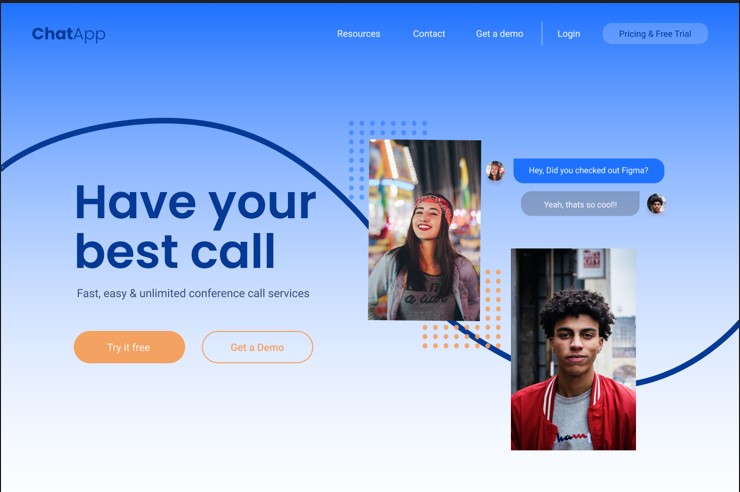 ChatApp
Resources
Contact
Get a demo
Login
Pricing & Free Trial
Have your
best call
Fast, easy & unlimited conference call services
Try it free
Get a Demo
Hey, Did you checked out Figma?
Yeah, thats so cool!!